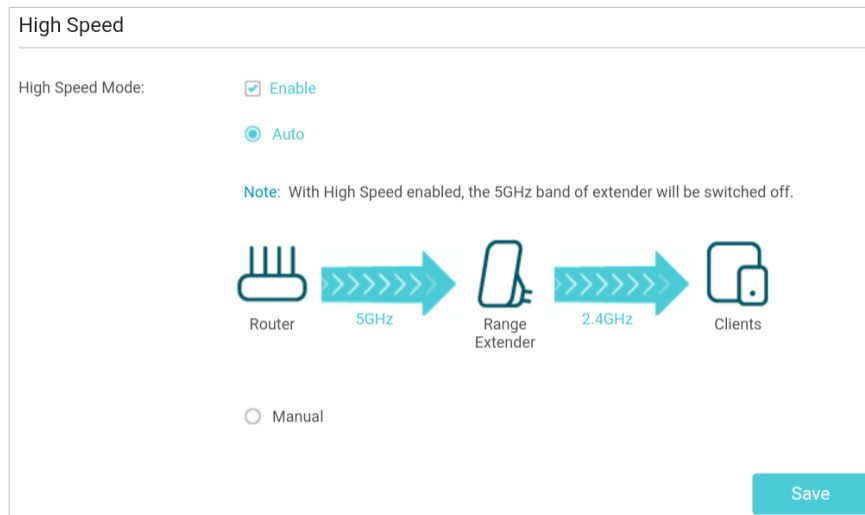 High Speed
High Speed Mode:
Enable
Auto
Note: With High Speed enabled, the 5GHz band of extender will be switched off.
Router
5GHz
Range
Extender
2.4GHz
Clients
Manual
Save